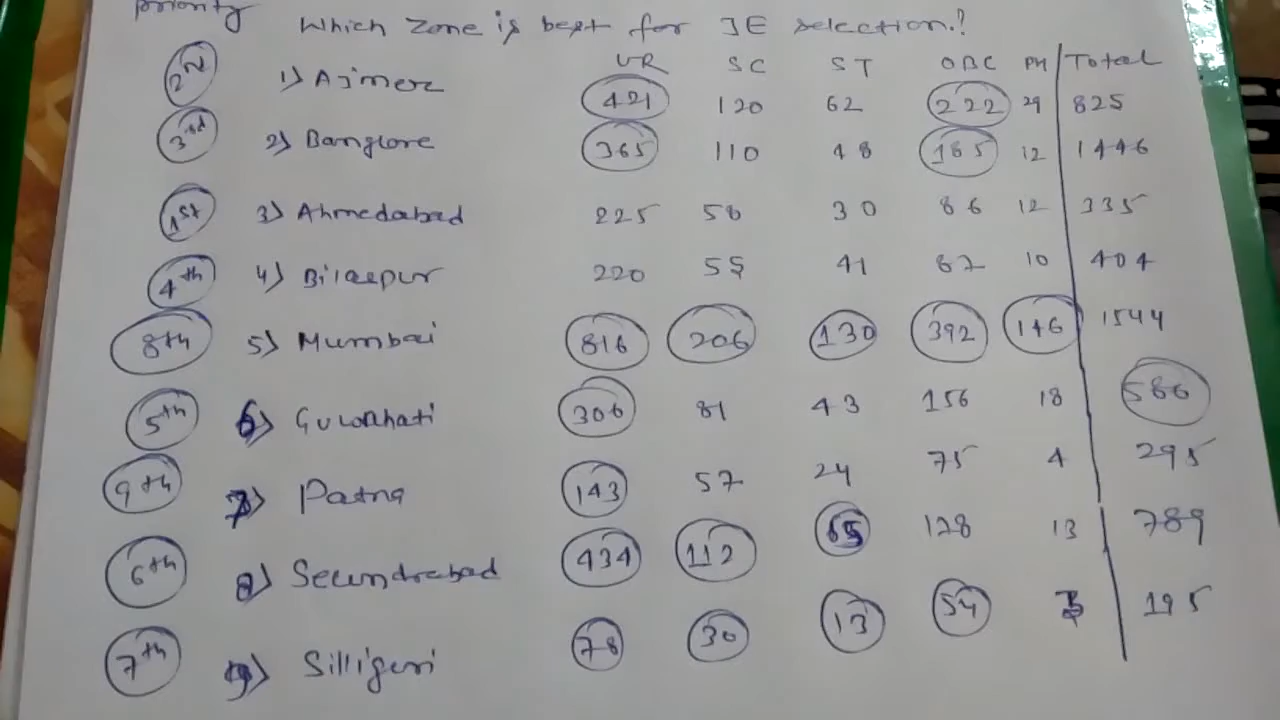 priority Which zone is best for JE selection.?
UR SC ST OBC PH Total
2nd 1) Ajmer 421 120 62 222 29 825
3rd 2) Banglore 365 110 48 185 12 1446
1st 3) Ahmedabad 225 58 30 86 12 335
4th 4) Bilaspur 220 55 41 87 10 404
8th 5) Mumbai 816 206 130 392 146 1544
5th 6) Guwahati 306 81 43 156 18 586
9th 7) Patna 143 57 24 75 4 295
6th 8) Secundrabad 434 112 65 128 13 789
7th 9) Silliguri 78 30 13 54 195